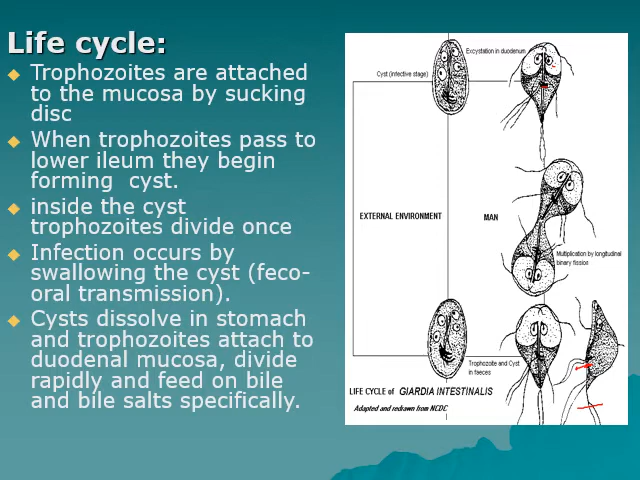 Life cycle:
Trophozoites are attached
to the mucosa by sucking
disc
When trophozoites pass to
lower ileum they begin
forming  cyst.
inside the cyst
trophozoites divide once
Infection occurs by
swallowing the cyst (feco-
oral transmission).
Cysts dissolve in stomach
and trophozoites attach to
duodenal mucosa, divide
rapidly and feed on bile
and bile salts specifically.
Excystation in duodenum
Cyst (infective stage)
EXTERNAL ENVIRONMENT
MAN
Multiplication by longitudinal
binary fission
Trophozoite and Cyst
in faeces
LIFE CYCLE of GIARDIA INTESTINALIS
Adapted and redrawn from NCDC